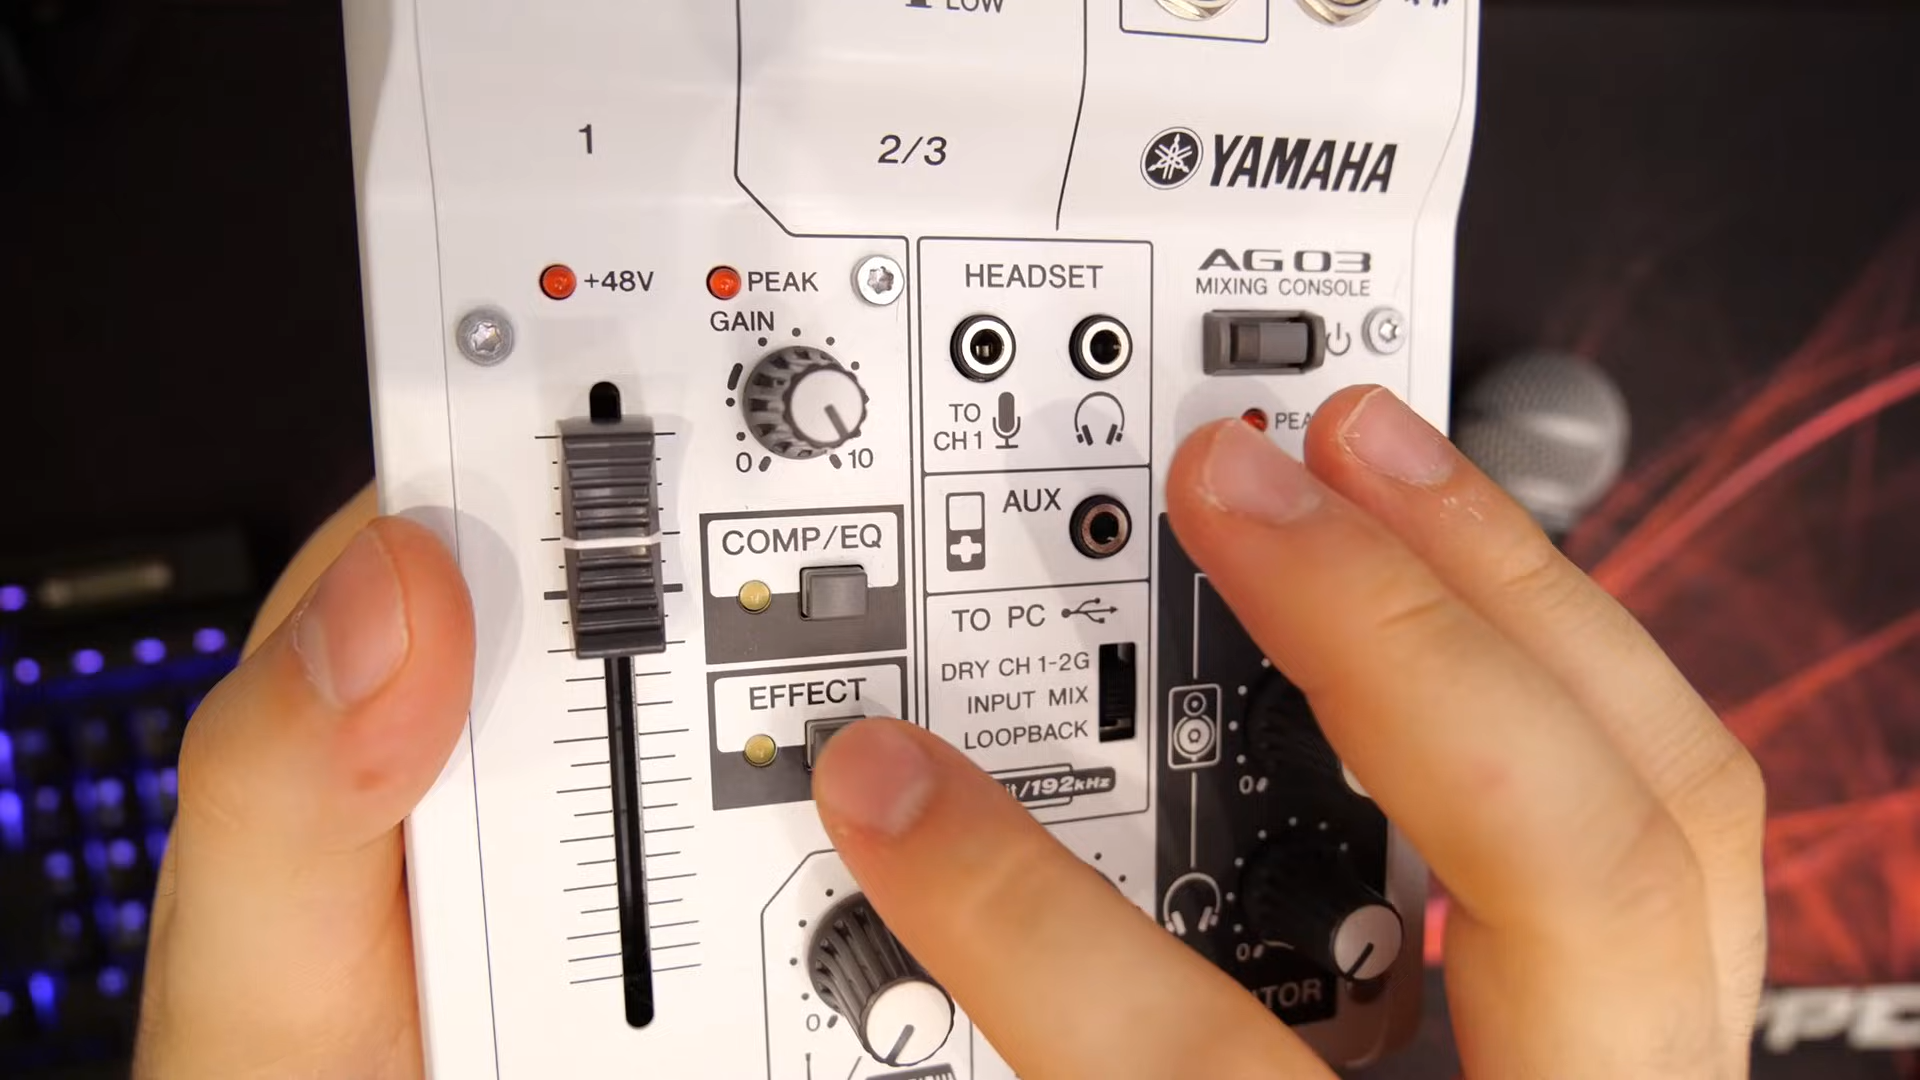 LOW
1
2/3
YAMAHA
AG03
MIXING CONSOLE
+48V
PEAK
GAIN
0
10
HEADSET
TO
CH 1
AUX
COMP/EQ
TO PC
DRY CH 1-2G
INPUT MIX
LOOPBACK
EFFECT
/192kHz
0
0
0